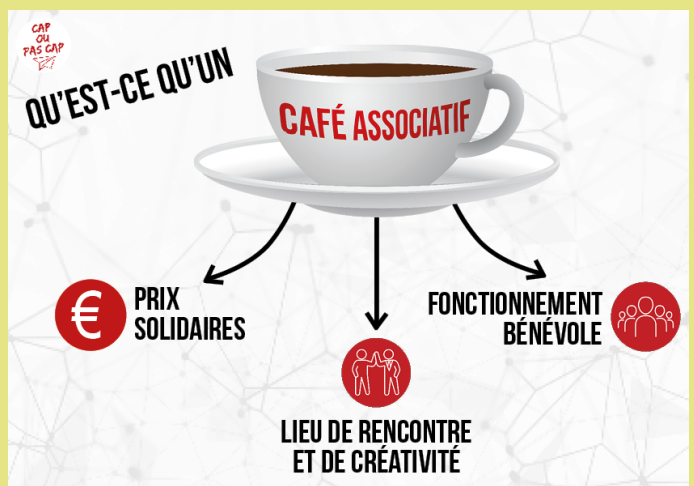 CAP
OU
PAS CAP
QU'EST-CE QU'UN
CAFÉ ASSOCIATIF
€ PRIX
SOLIDAIRES
LIEU DE RENCONTRE
ET DE CRÉATIVITÉ
FONCTIONNEMENT
BÉNÉVOLE